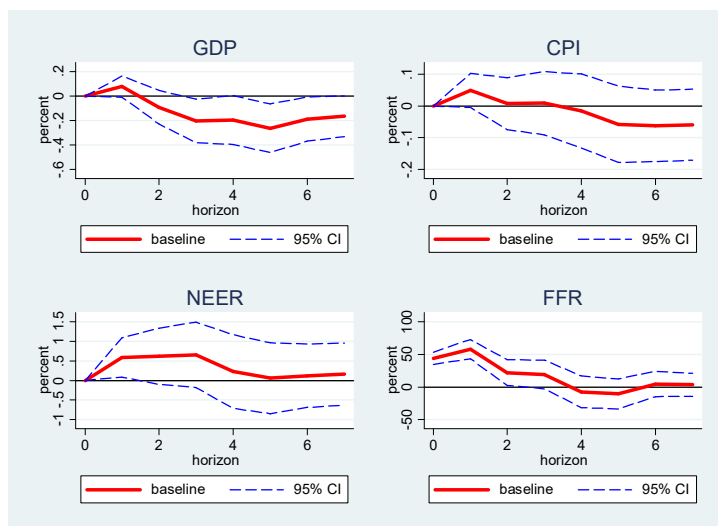 GDP
percent
.2
0
-.2
-.4
-.6
0 2 4 6
horizon
baseline 95% CI
CPI
percent
.1
0
-.1
-.2
0 2 4 6
horizon
baseline 95% CI
NEER
percent
1.5
1
.5
0
-.5
-1
0 2 4 6
horizon
baseline 95% CI
FFR
percent
100
50
0
-50
0 2 4 6
horizon
baseline 95% CI